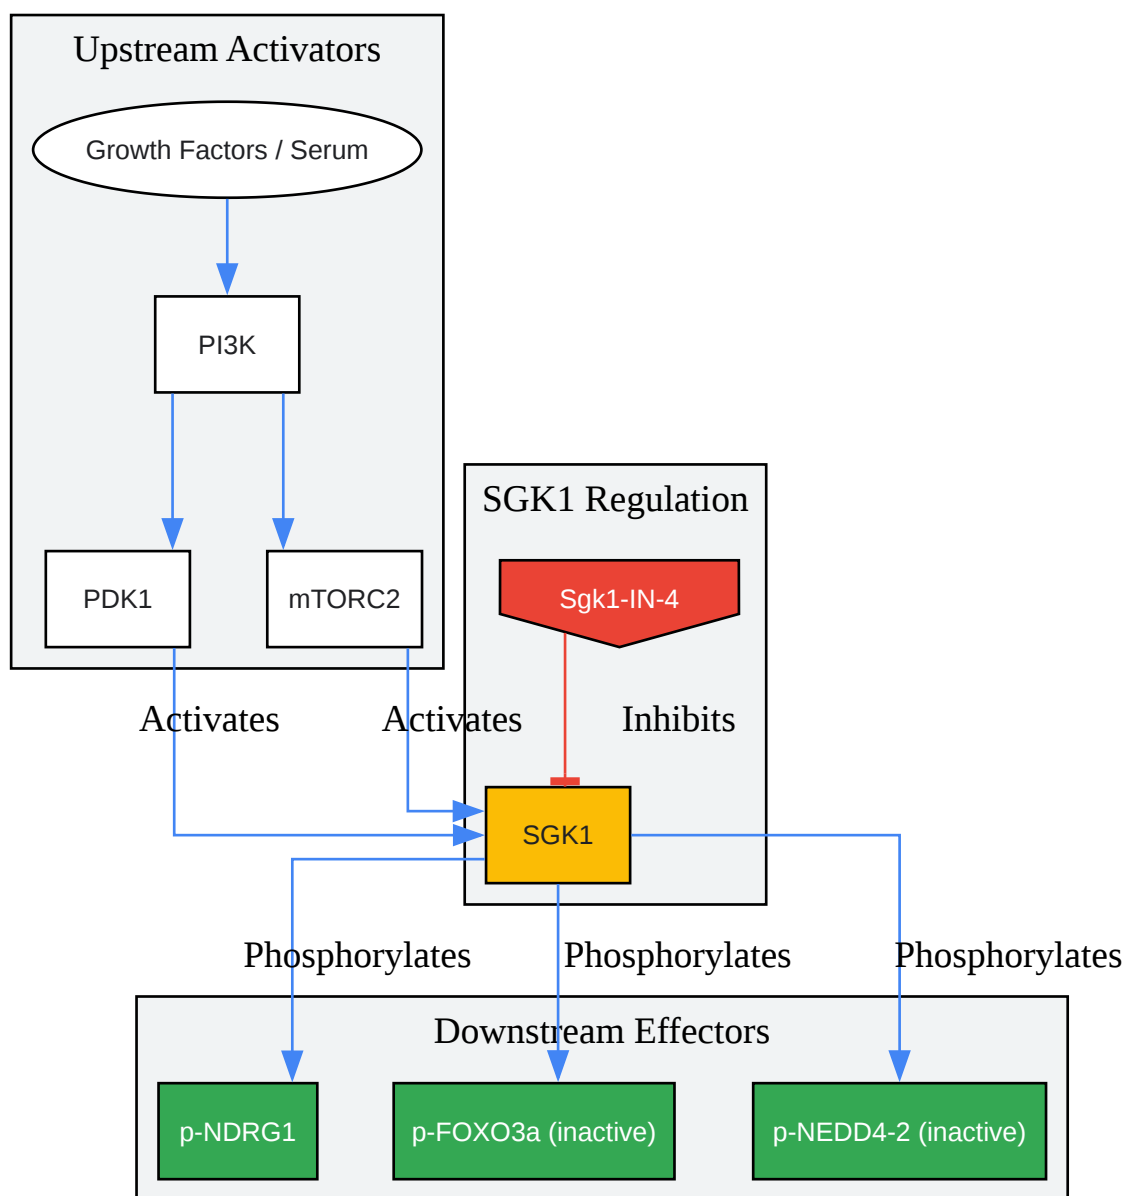 Upstream Activators
Growth Factors / Serum
PI3K
PDK1
mTORC2
SGK1 Regulation
Sgk1-IN-4
Activates
Activates
Inhibits
SGK1
Phosphorylates
Phosphorylates
Phosphorylates
Downstream Effectors
p-NDRG1
p-FOXO3a (inactive)
p-NEDD4-2 (inactive)